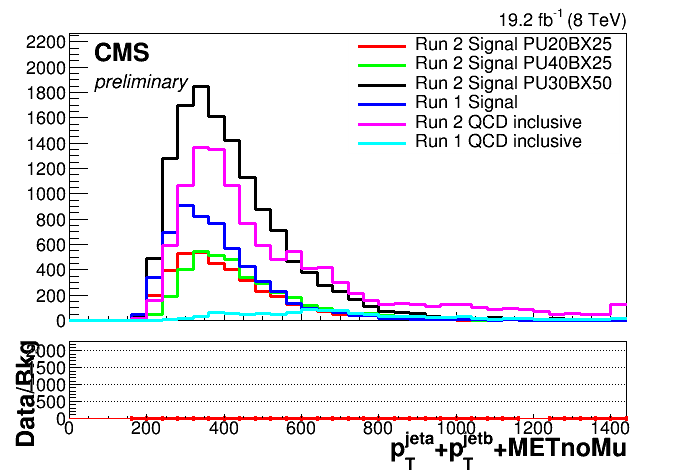 19.2 fb⁻¹ (8 TeV)
CMS
preliminary
Run 2 Signal PU20BX25
Run 2 Signal PU40BX25
Run 2 Signal PU30BX50
Run 1 Signal
Run 2 QCD inclusive
Run 1 QCD inclusive
2200
2000
1800
1600
1400
1200
1000
800
600
400
200
0
Data/Bkg
2000
1500
1000
500
0
0 200 400 600 800 1000 1200 1400
p_T^jeta+p_T^jetb+METnoMu